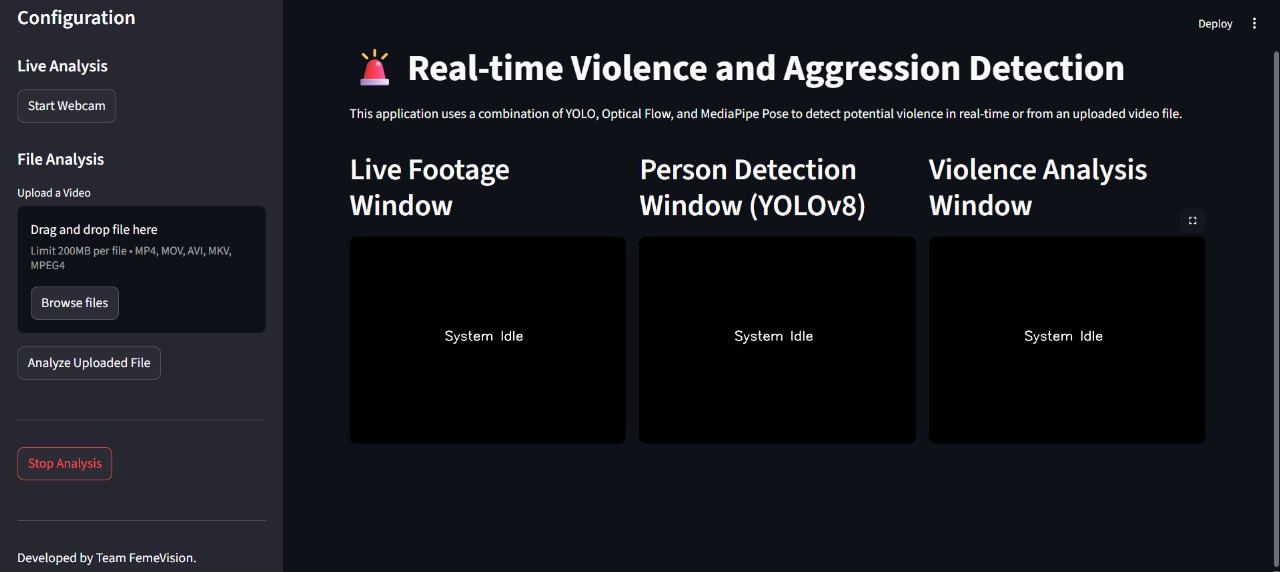 Configuration
Live Analysis
Start Webcam
File Analysis
Upload a Video
Drag and drop file here
Limit 200MB per file • MP4, MOV, AVI, MKV,
MPEG4
Browse files
Analyze Uploaded File
Stop Analysis
Developed by Team FemeVision.
Deploy
Real-time Violence and Aggression Detection
This application uses a combination of YOLO, Optical Flow, and MediaPipe Pose to detect potential violence in real-time or from an uploaded video file.
Live Footage
Window
System Idle
Person Detection
Window (YOLOv8)
System Idle
Violence Analysis
Window
System Idle